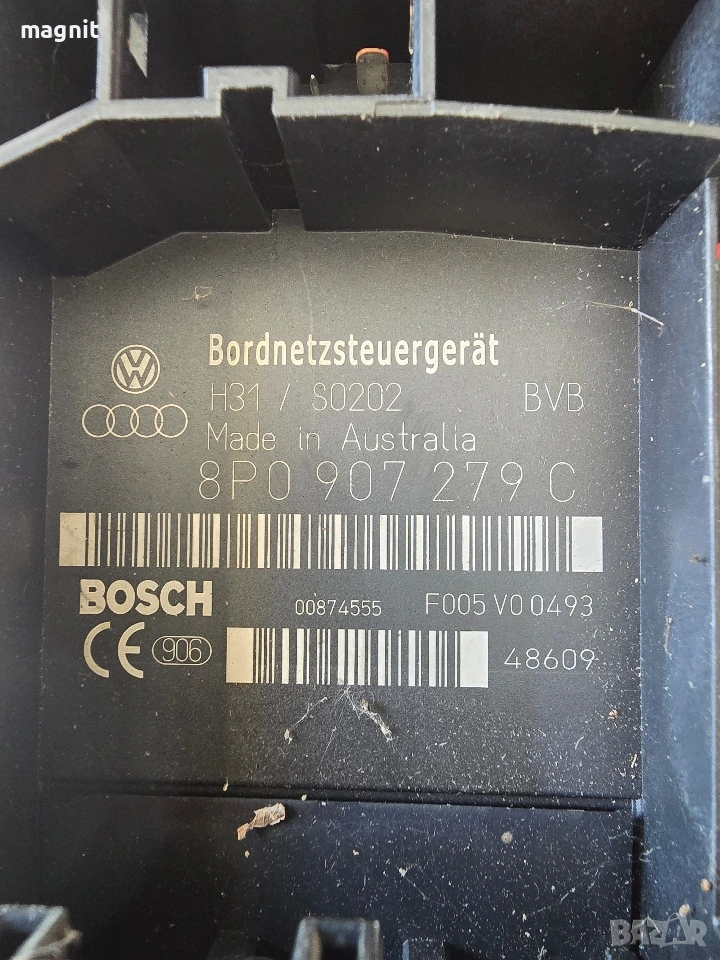 magnit
Bordnetzsteuergerät
H31 / S0202 BVB
Made in Australia
8P0 907 279 C
BOSCH 00874555 F005 V0 0493
CE 906 48609
BAZAR